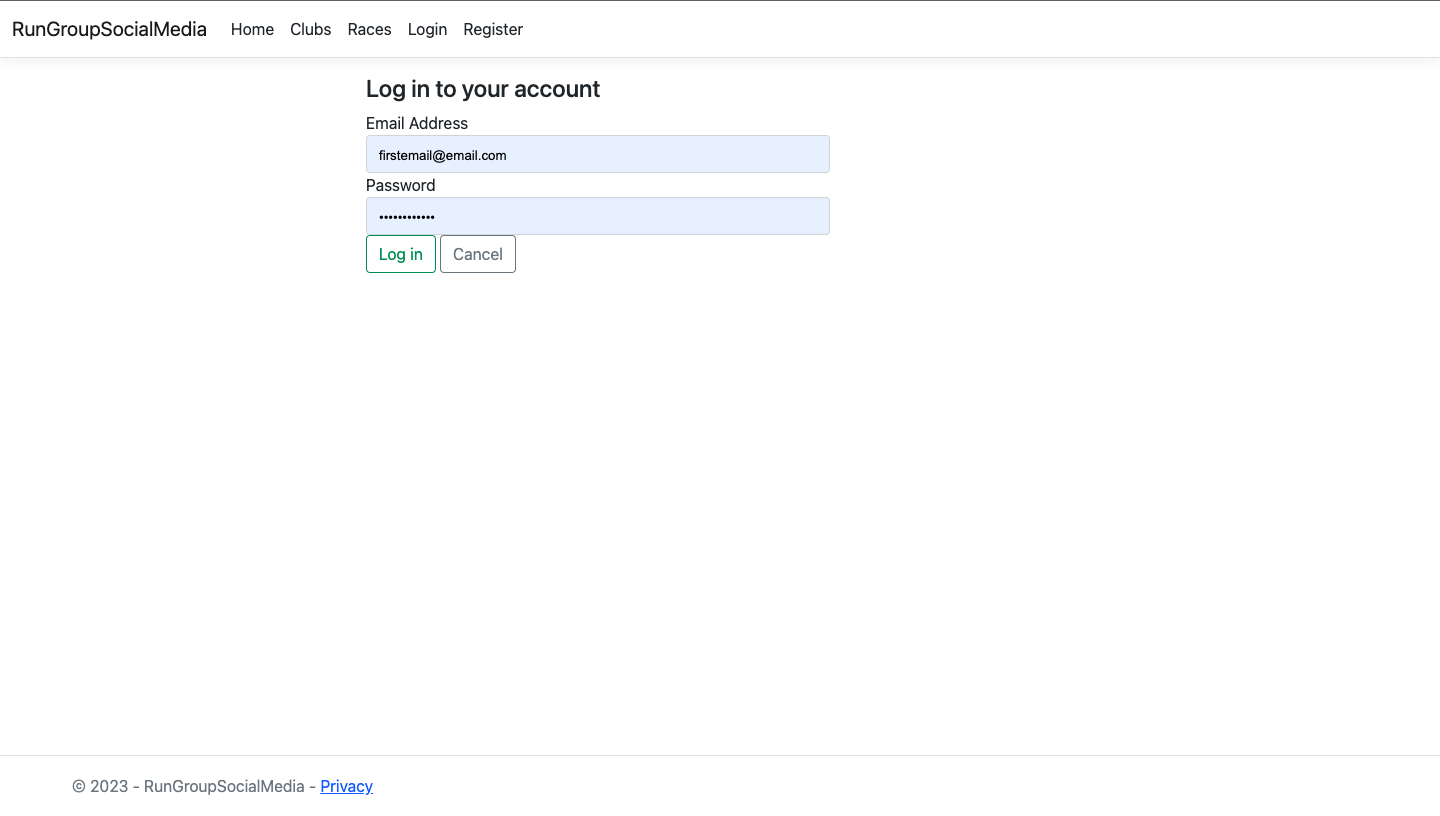 RunGroupSocialMedia Home Clubs Races Login Register
Log in to your account
Email Address
firstemail@email.com
Password
••••••••••••
Log in Cancel
© 2023 - RunGroupSocialMedia - Privacy